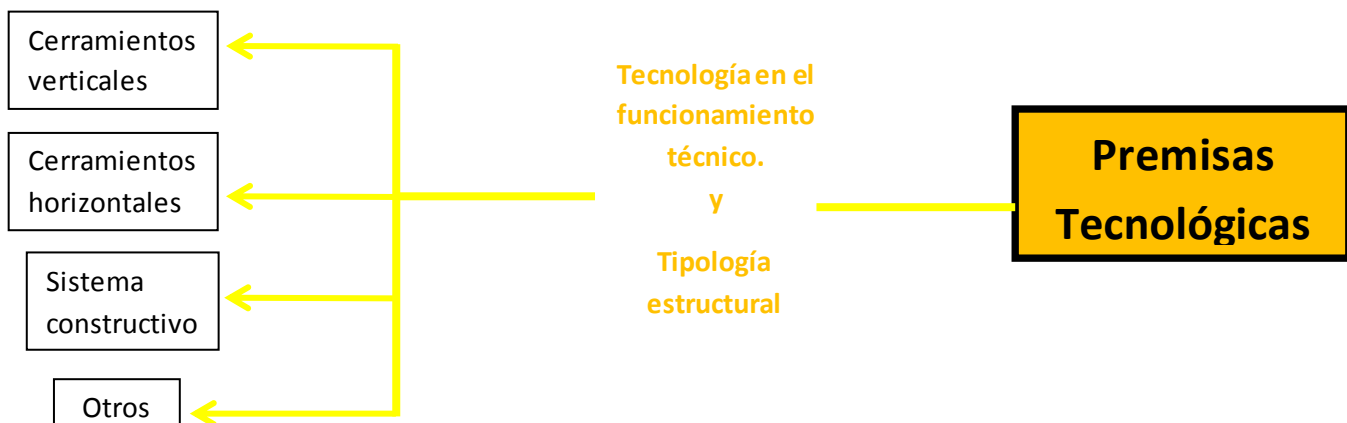 Cerramientos
verticales
Cerramientos
horizontales
Sistema
constructivo
Otros
Tecnología en el
funcionamiento
técnico.
y
Tipología
estructural
Premisas
Tecnológicas